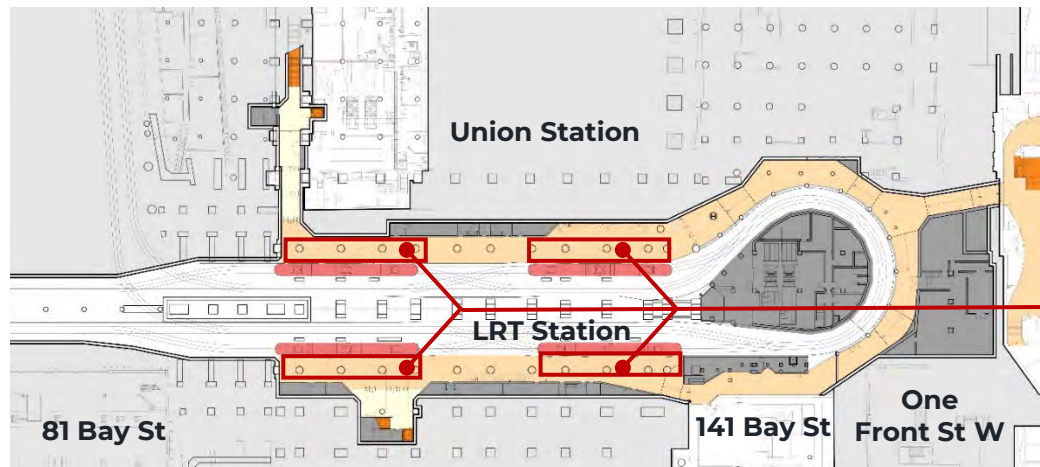 Union Station
LRT Station
81 Bay St
141 Bay St
One
Front St W